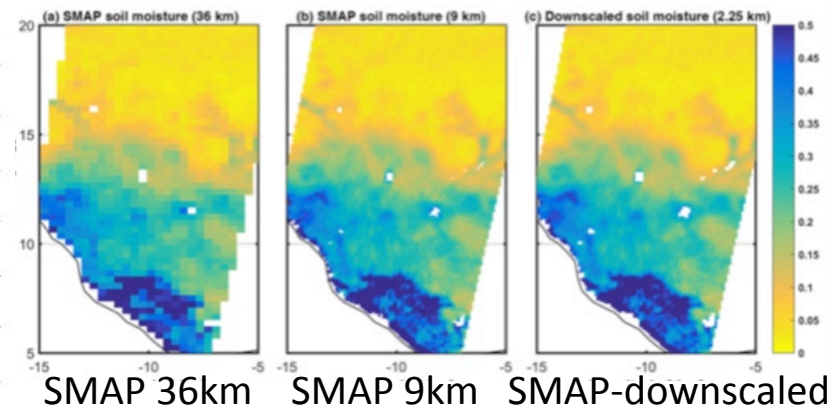 (a) SMAP soil moisture (36 km)
(b) SMAP soil moisture (9 km)
(c) Downscaled soil moisture (2.25 km)
20
15
10
5
-15 -10 -5
-15 -10 -5
-15 -10 -5
0.5
0.45
0.4
0.35
0.3
0.25
0.2
0.15
0.1
0.05
0
SMAP 36km
SMAP 9km
SMAP-downscaled